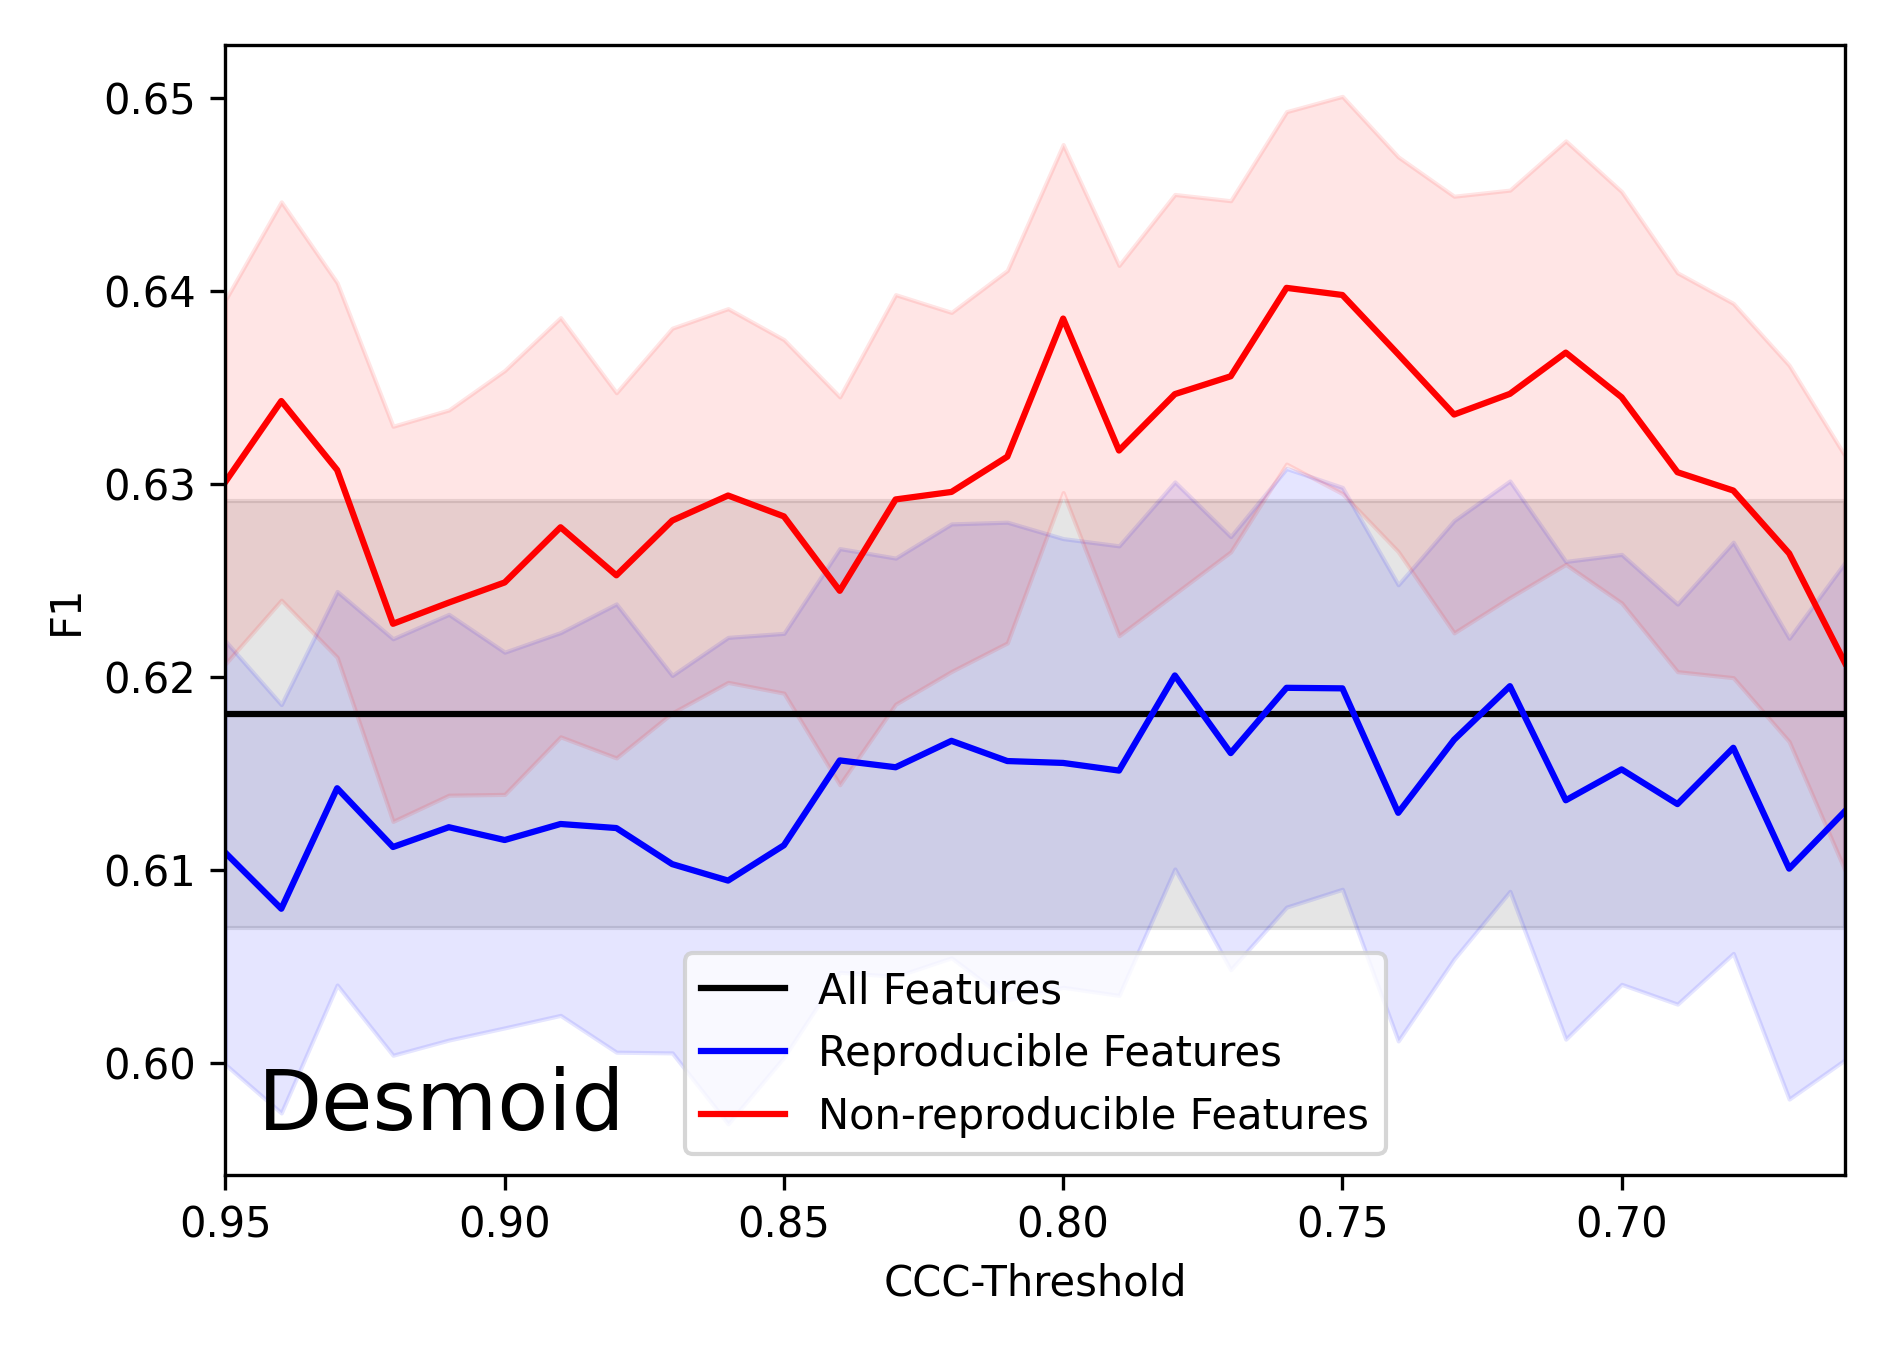 0.65
0.64
0.63
0.62
0.61
0.60
F1
Desmoid
All Features
Reproducible Features
Non-reproducible Features
0.95 0.90 0.85 0.80 0.75 0.70
CCC-Threshold